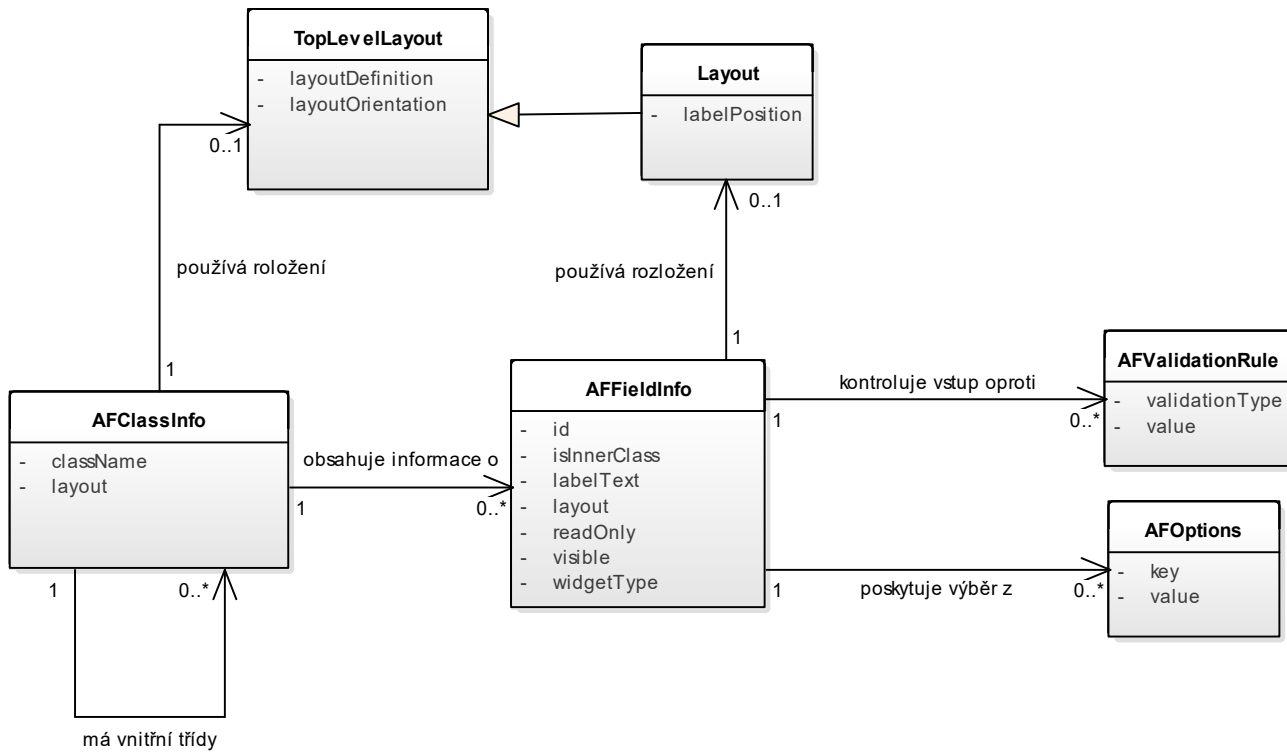 TopLevelLayout
- layoutDefinition
- layoutOrientation
Layout
- labelPosition
0..1
0..1
používá roložení
používá rozložení
1
1
AFClassInfo
- className
- layout
obsahuje informace o
1
0..*
AFFieldInfo
- id
- isInnerClass
- labelText
- layout
- readOnly
- visible
- widgetType
kontroluje vstup oproti
1
0..*
AFValidationRule
- validationType
- value
poskytuje výběr z
1
0..*
AFOptions
- key
- value
1
0..*
má vnitřní třídy